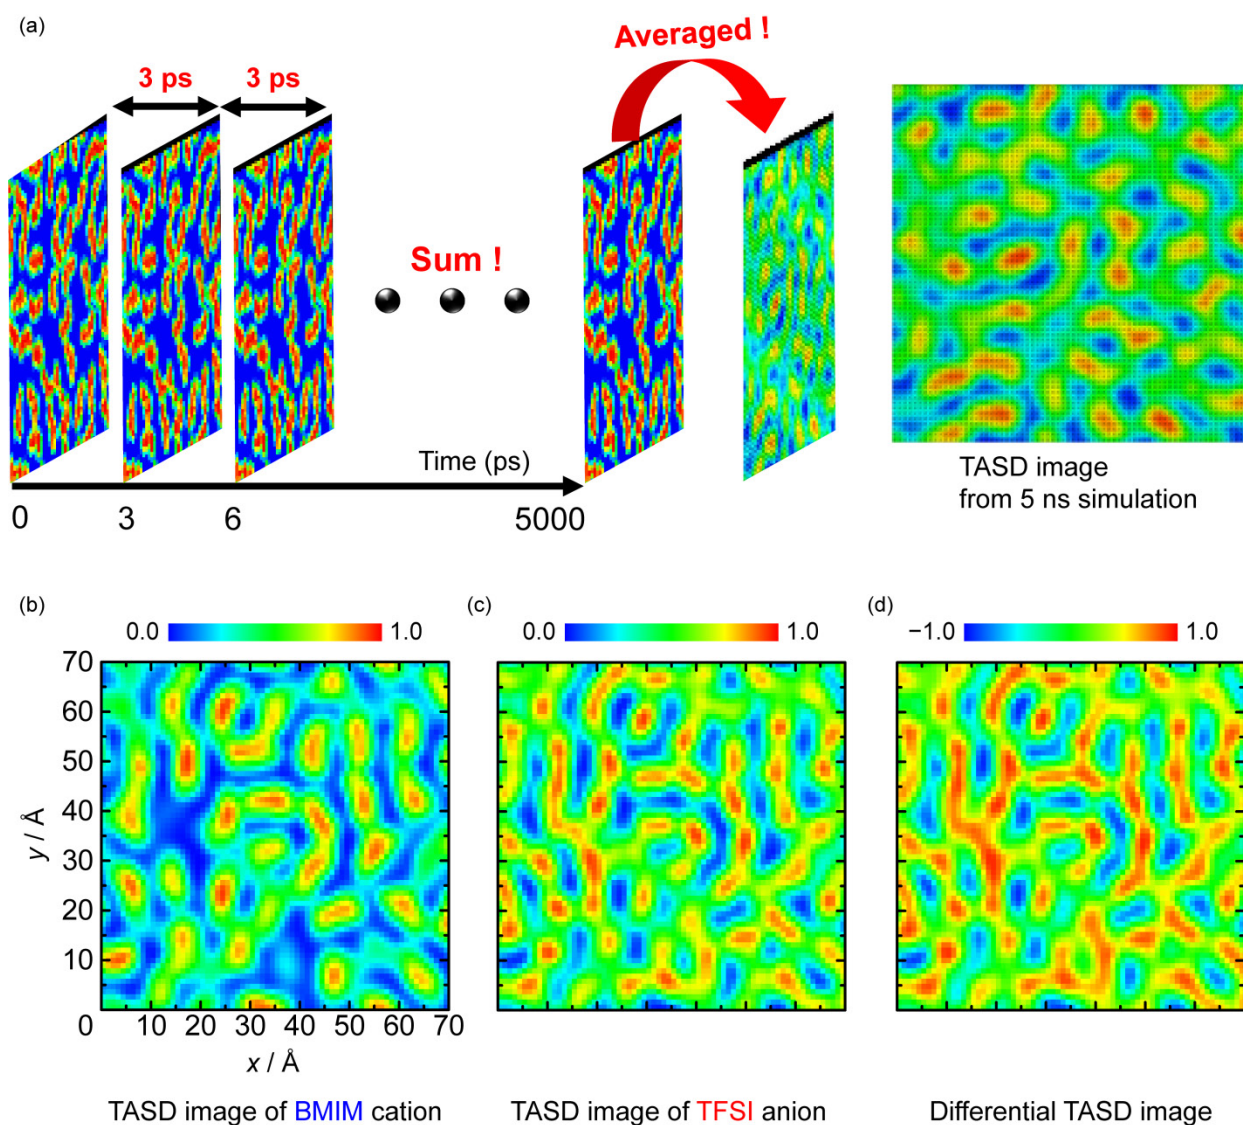 (a)
Averaged !
3 ps
3 ps
Sum !
Time (ps)
0
3
6
5000
TASD image
from 5 ns simulation
(b)
0.0
1.0
(c)
0.0
1.0
(d)
−1.0
1.0
70
60
50
40
30
20
10
0
y / Å
10 20 30 40 50 60 70
x / Å
TASD image of BMIM cation
TASD image of TFSI anion
Differential TASD image